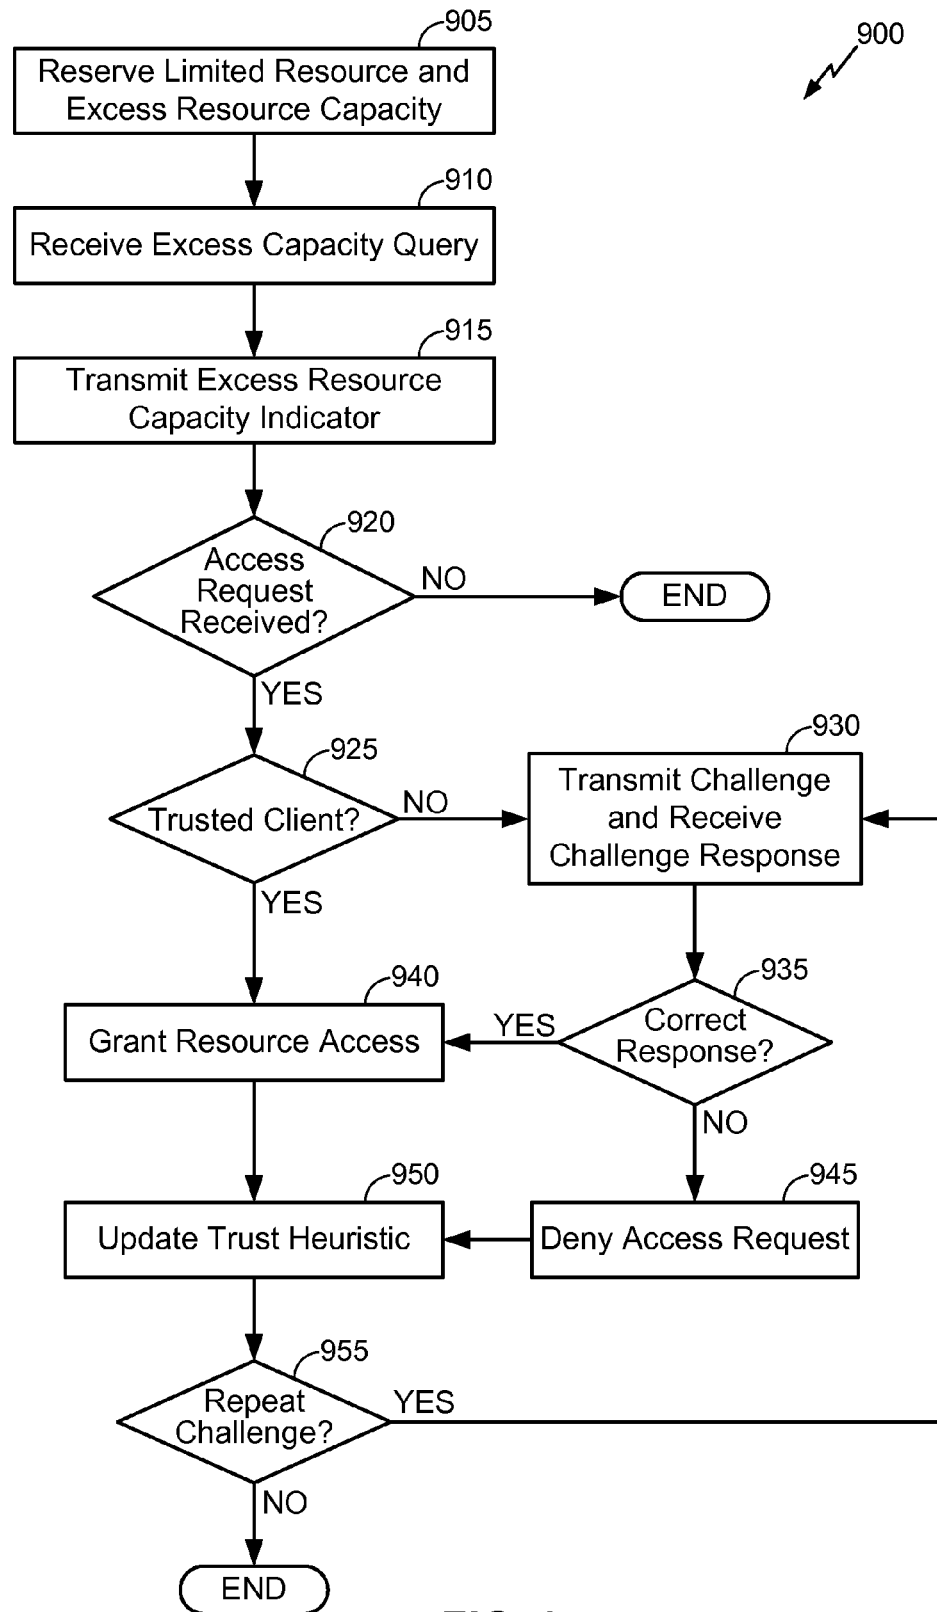 905
900
Reserve Limited Resource and
Excess Resource Capacity
910
Receive Excess Capacity Query
915
Transmit Excess Resource
Capacity Indicator
920
Access
Request
Received?
NO
END
YES
925
Trusted Client?
NO
930
Transmit Challenge
and Receive
Challenge Response
YES
935
Correct
Response?
YES
940
Grant Resource Access
NO
945
Deny Access Request
950
Update Trust Heuristic
955
Repeat
Challenge?
YES
NO
END